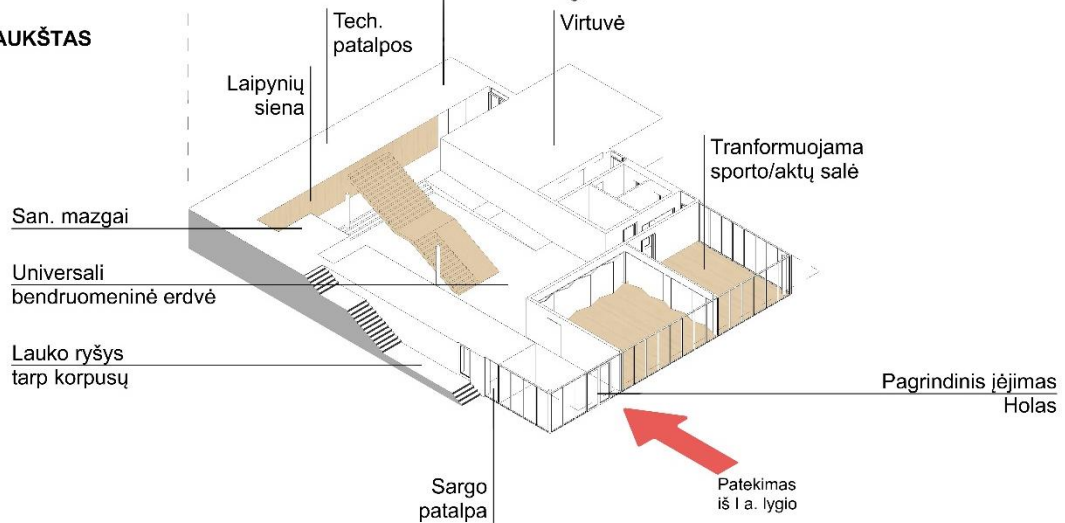 AUKŠTAS
Tech.
patalpos
Virtuvė
Laipynių
siena
Tranformuojama
sporto/aktų salė
San. mazgai
Universali
bendruomeninė erdvė
Lauko ryšys
tarp korpusų
Pagrindinis įėjimas
Holas
Sargo
patalpa
Patekimas
iš I a. lygio